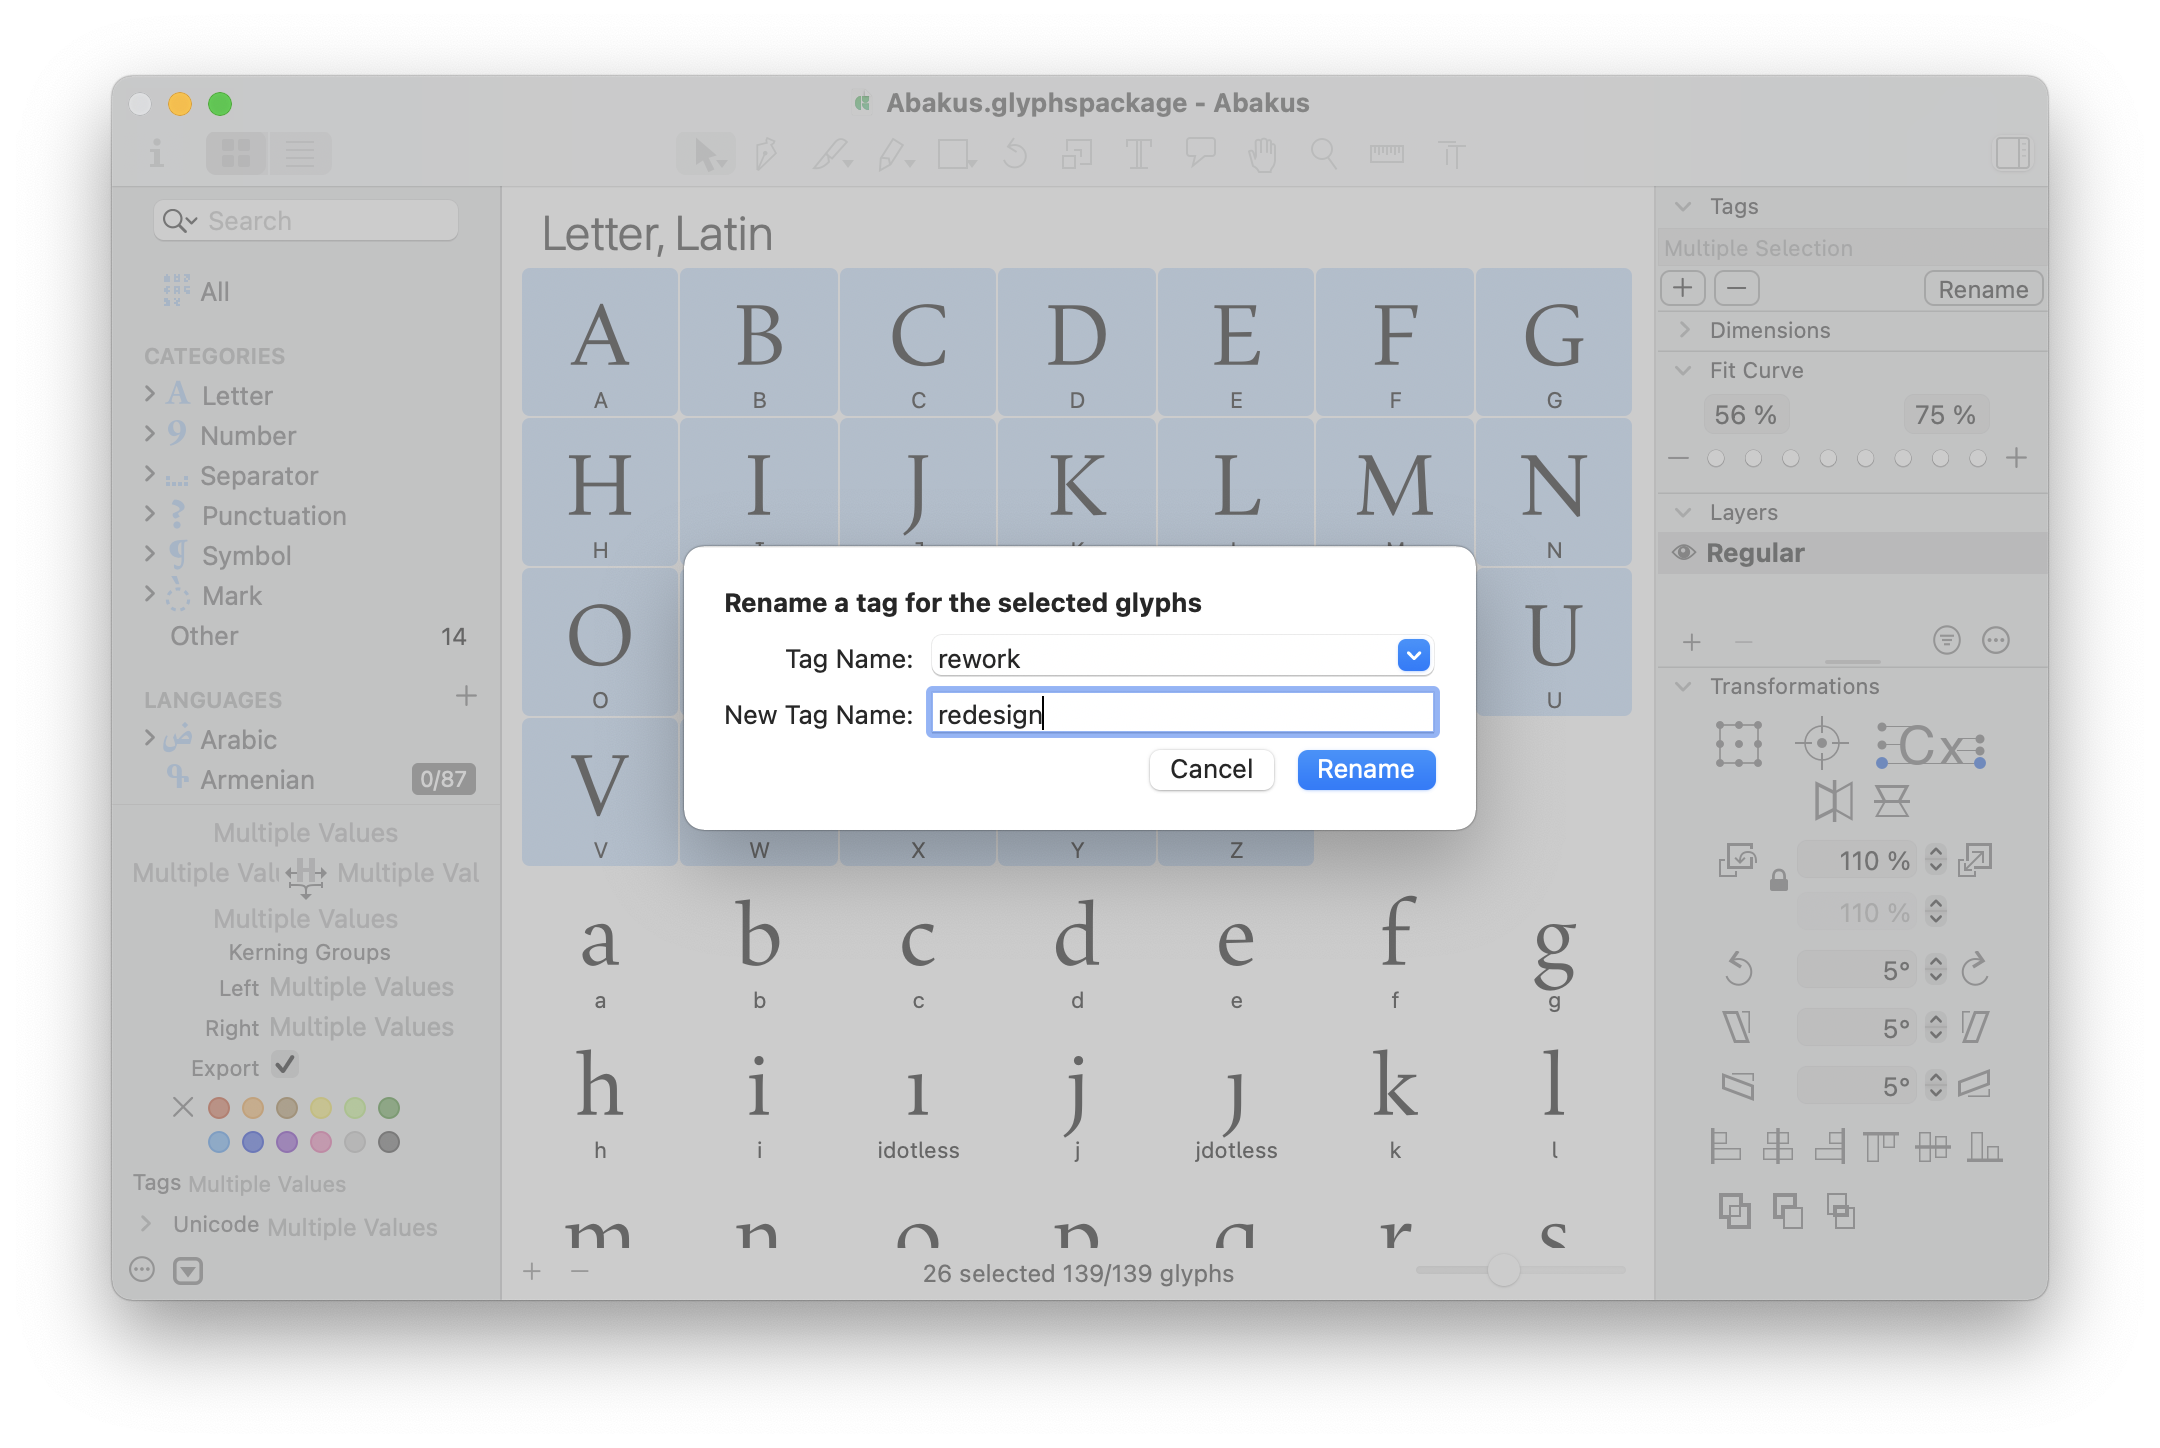 Abakus.glyphspackage - Abakus
Search
All
CATEGORIES
Letter
Number
Separator
Punctuation
Symbol
Mark
Other 14
LANGUAGES
Arabic
Armenian 0/87
Multiple Values
Multiple Valu Multiple Val
Multiple Values
Kerning Groups
Left Multiple Values
Right Multiple Values
Export
Tags Multiple Values
Unicode Multiple Values
Letter, Latin
A B C D E F G
A B C D E F G
H I J K L M N
H N
O U
O U
V
V W X Y Z
a b c d e f g
a b c d e f g
h i ı j ȷ k l
h i idotless j jdotless k l
m n o p q r s
26 selected 139/139 glyphs
Rename a tag for the selected glyphs
Tag Name: rework
New Tag Name: redesign
Cancel Rename
Tags
Multiple Selection
Rename
Dimensions
Fit Curve
56 % 75 %
Layers
Regular
Transformations
Cx
110 %
110 %
5°
5°
5°